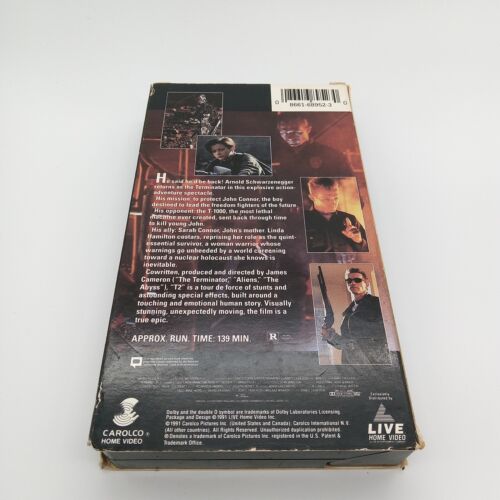 0 8661-68952-3 0
He said he'd be back! Arnold Schwarzenegger
returns as the Terminator in this explosive action-
adventure spectacle.
His mission: to protect John Connor, the boy
destined to lead the freedom fighters of the future.
His opponent: the T-1000, the most lethal
machine ever created, sent back through time
to kill young John.
His ally: Sarah Connor, John's mother. Linda
Hamilton costars, reprising her role as the quint-
essential survivor, a woman warrior whose
warnings go unheeded by a world careening
toward a nuclear holocaust she knows is
inevitable.
Cowritten, produced and directed by James
Cameron ("The Terminator," "Aliens," "The
Abyss"), "T2" is a tour de force of stunts and
astounding special effects, built around a
touching and emotional human story. Visually
stunning, unexpectedly moving, the film is a
true epic.
APPROX. RUN. TIME: 139 MIN.
R
CAROLCO
HOME VIDEO
Dolby and the double D symbol are trademarks of Dolby Laboratories Licensing
Package and Design © 1991 LIVE Home Video Inc.
© 1991 Carolco Pictures Inc. (United States and Canada). Carolco International N.V.
(All other countries). All Rights Reserved. Unauthorized duplication prohibited.
® Denotes a trademark of Carolco Pictures Inc. registered in the U.S. Patent &
Trademark Office.
Exclusively
Distributed by
LIVE
HOME VIDEO